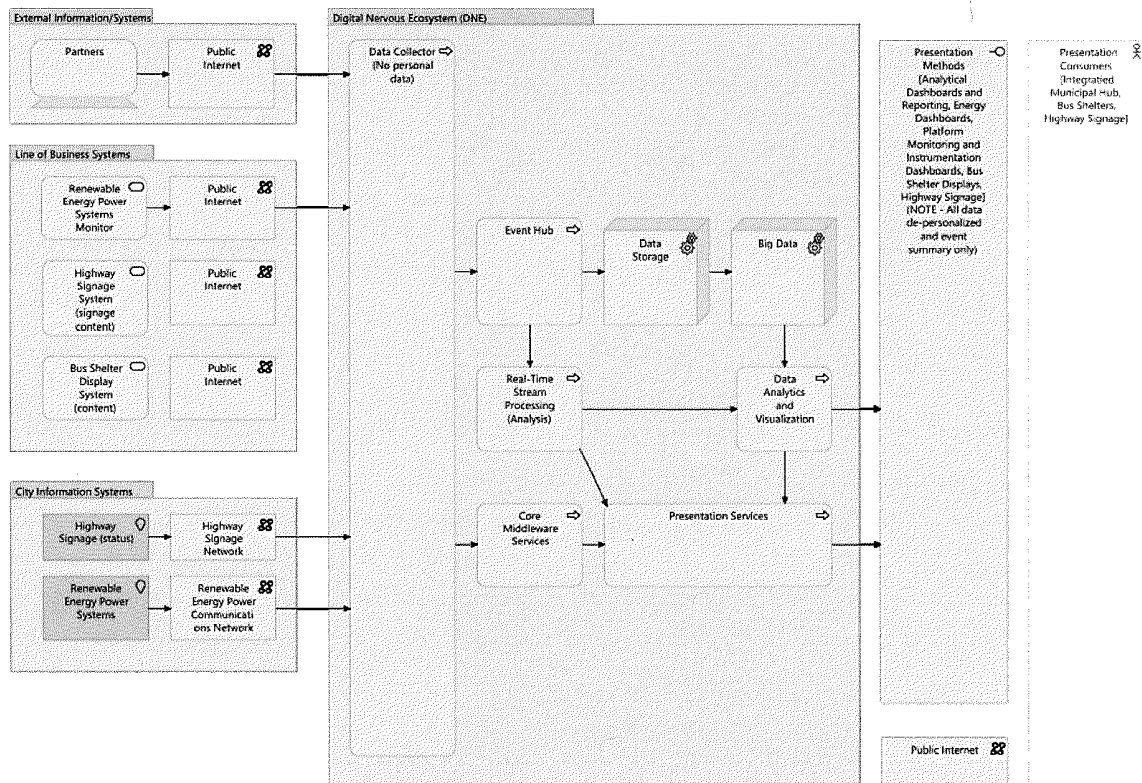 External Information/Systems
Partners
Public
Internet
Line of Business Systems
Renewable
Energy Power
Systems
Monitor
Public
Internet
Highway
Signage
System
(signage
content)
Public
Internet
Bus Shelter
Display
System
(content)
Public
Internet
City Information Systems
Highway
Signage (status)
Highway
Signage
Network
Renewable
Energy Power
Systems
Renewable
Energy Power
Communicati
ons Network
Digital Nervous Ecosystem (DNE)
Data Collector
(No personal
data)
Event Hub
Data
Storage
Big Data
Real-Time
Stream
Processing
(Analysis)
Data
Analytics
and
Visualization
Core
Middleware
Services
Presentation Services
Presentation
Methods
[Analytical
Dashboards and
Reporting, Energy
Dashboards,
Platform
Monitoring and
Instrumentation
Dashboards, Bus
Shelter Displays,
Highway Signage]
(NOTE - All data
de-personalized
and event
summary only)
Presentation
Consumers
[Integratied
Municipal Hub,
Bus Shelters,
Highway Signage]
Public Internet